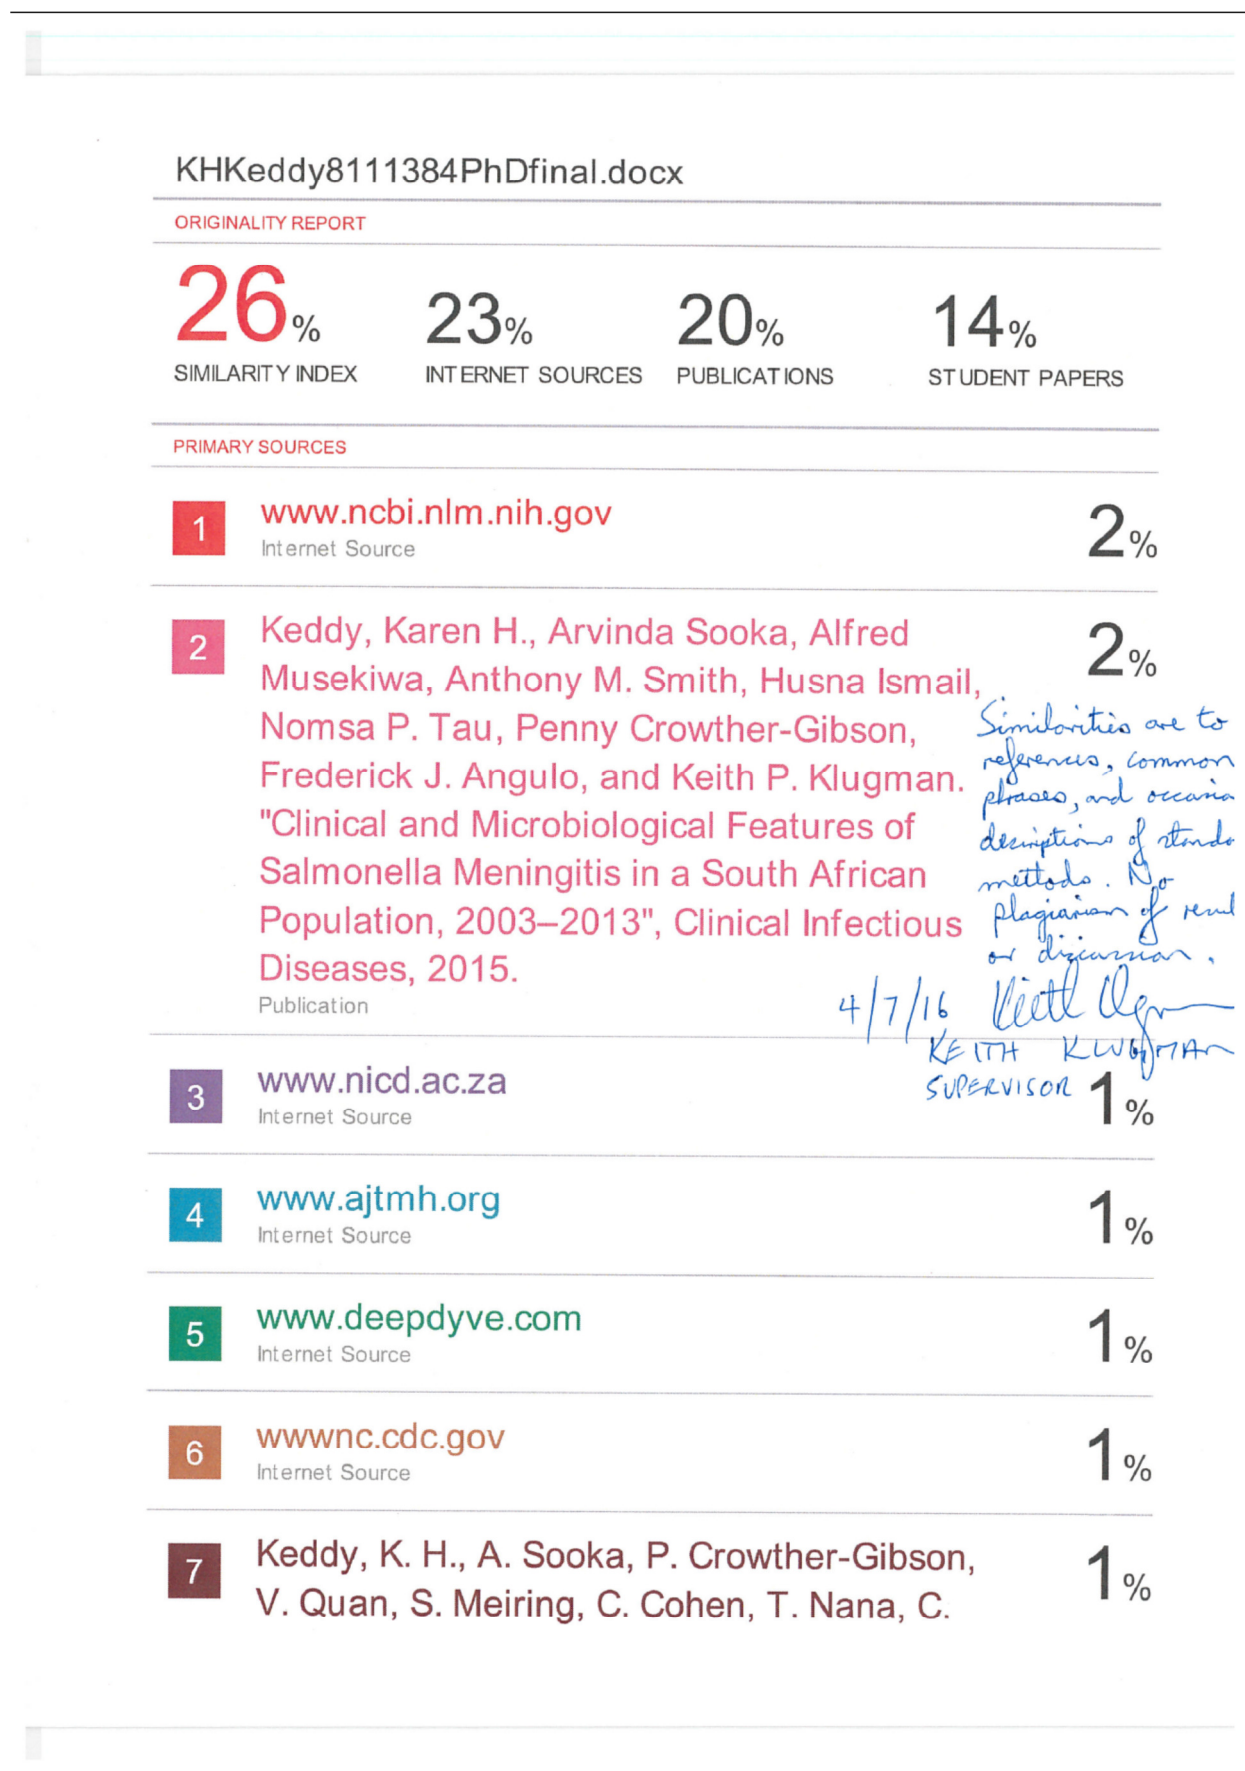 KHKeddy8111384PhDfinal.docx
ORIGINALITY REPORT
26% 23% 20% 14%
SIMILARITY INDEX INTERNET SOURCES PUBLICATIONS STUDENT PAPERS
PRIMARY SOURCES
1 www.ncbi.nlm.nih.gov 2%
Internet Source
2 Keddy, Karen H., Arvinda Sooka, Alfred 2%
Musekiwa, Anthony M. Smith, Husna Ismail,
Nomsa P. Tau, Penny Crowther-Gibson,
Frederick J. Angulo, and Keith P. Klugman.
"Clinical and Microbiological Features of
Salmonella Meningitis in a South African
Population, 2003–2013", Clinical Infectious
Diseases, 2015.
Publication
Similarities are to
references, common
phrases, and occasio
descriptions of standa
methods. No
plagiarism of resul
or discussion.
4/7/16
KEITH KLUGMAN
SUPERVISOR
3 www.nicd.ac.za 1%
Internet Source
4 www.ajtmh.org 1%
Internet Source
5 www.deepdyve.com 1%
Internet Source
6 wwwnc.cdc.gov 1%
Internet Source
7 Keddy, K. H., A. Sooka, P. Crowther-Gibson, 1%
V. Quan, S. Meiring, C. Cohen, T. Nana, C.